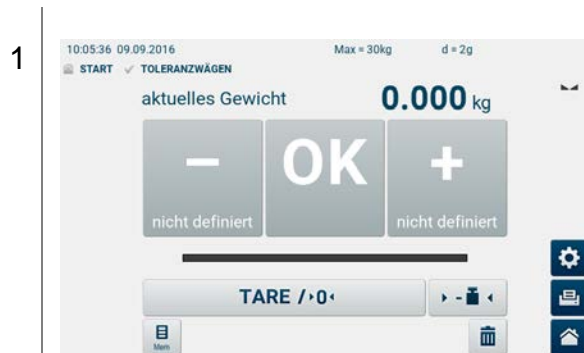 1
10:05:36 09.09.2016 Max = 30kg d = 2g
START TOLERANZWÄGEN
aktuelles Gewicht 0.000 kg
− OK +
nicht definiert nicht definiert
TARE /›0‹
Mem